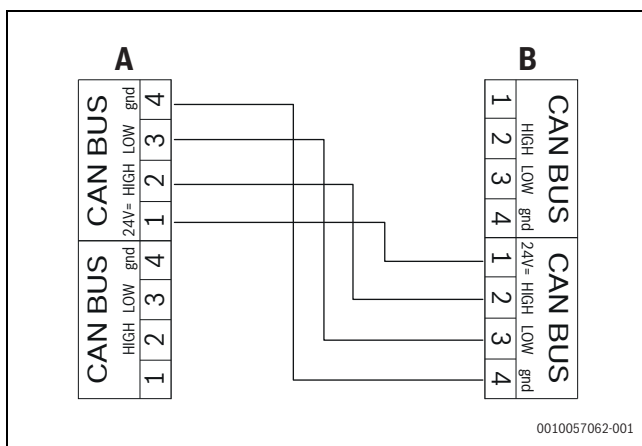 A
B
CAN BUS
gnd
LOW
HIGH
24V=
4
3
2
1
CAN BUS
gnd
LOW
HIGH
4
3
2
1
1
2
3
4
HIGH
LOW
gnd
CAN BUS
1
2
3
4
24V=
HIGH
LOW
gnd
CAN BUS
0010057062-001